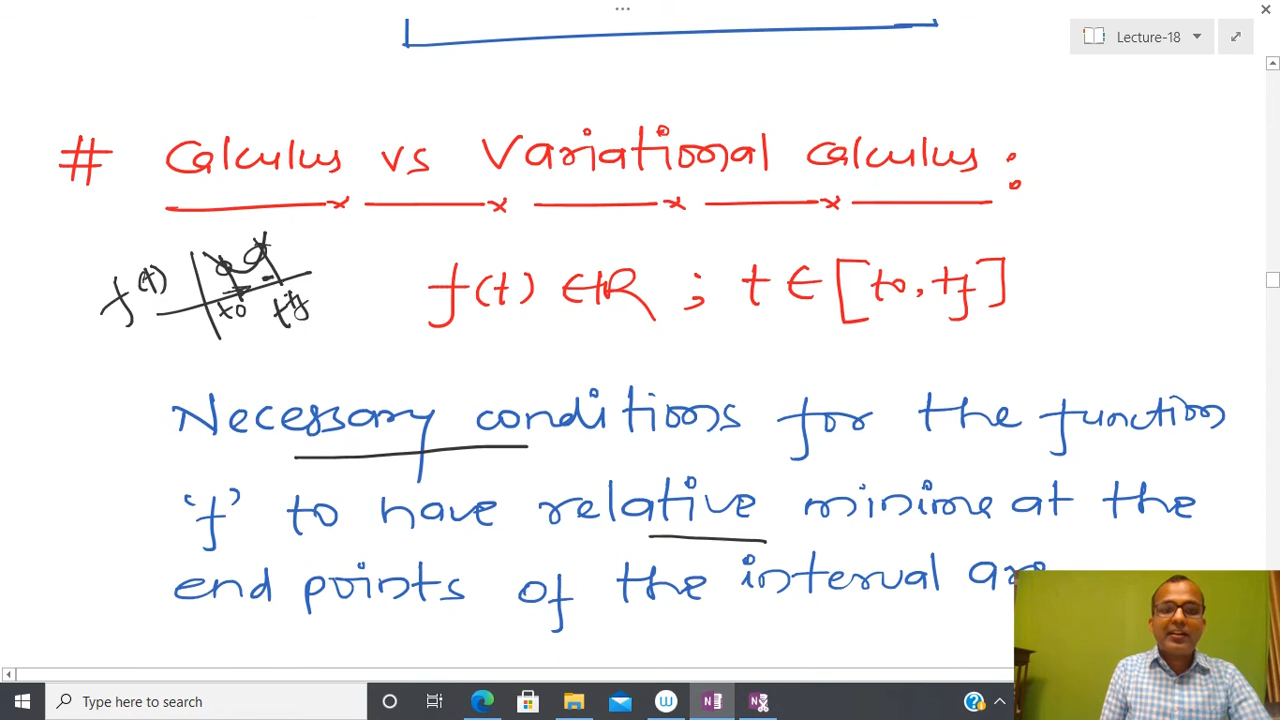 Lecture-18
# Calculus vs Variational Calculus :
f(t)
t0
tf
f(t) ∈ ℝ ; t ∈ [t0, tf]
Necessary conditions for the function
'f' to have relative minima at the
end points of the interval are
Type here to search